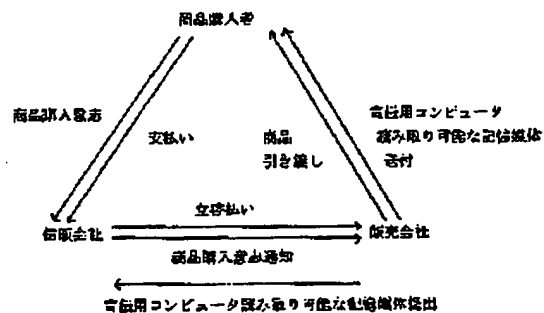 商品購入者
商品購入意志
支払い
商品
引き渡し
宣伝用コンピュータ
読み取り可能な記憶媒体
送付
信販会社
立替払い
販売会社
商品購入意志通知
宣伝用コンピュータ読み取り可能な記憶媒体提出